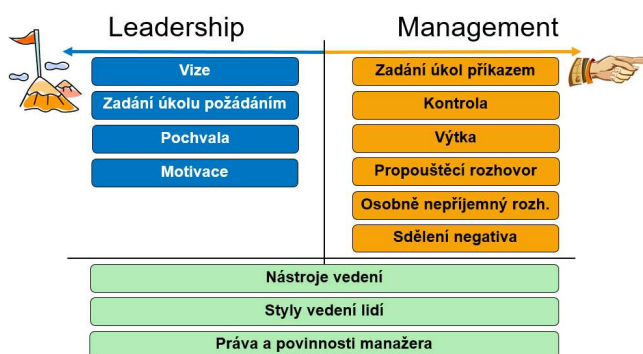 Leadership
Management
Vize
Zadání úkolu požádáním
Pochvala
Motivace
Zadání úkol příkazem
Kontrola
Výtka
Propouštěcí rozhovor
Osobně nepříjemný rozh.
Sdělení negativa
Nástroje vedení
Styly vedení lidí
Práva a povinnosti manažera